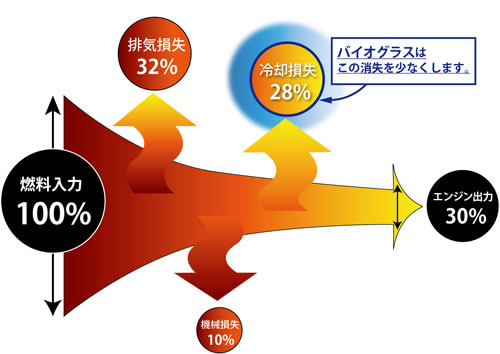 排気損失
32%
冷却損失
28%
バイオグラスは
この消失を少なくします。
燃料入力
100%
エンジン出力
30%
機械損失
10%